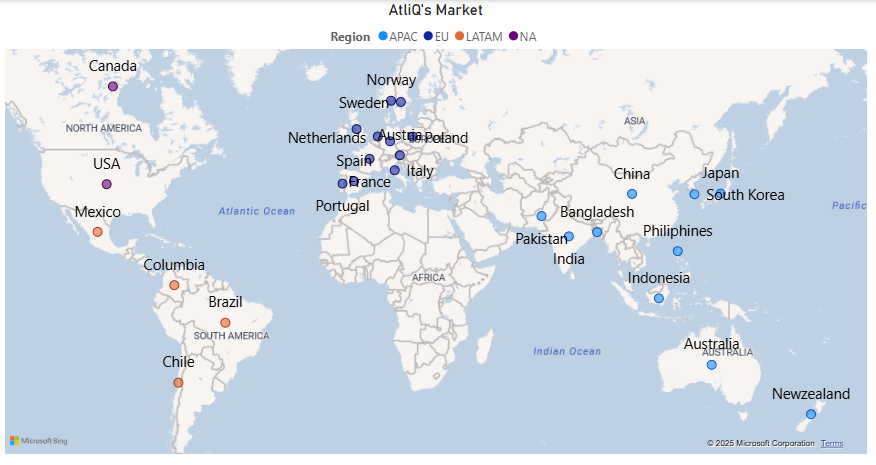 AtliQ's Market
Region APAC EU LATAM NA
Canada
Norway
Sweden
ASIA
NORTH AMERICA
Netherlands
Austria
Poland
USA
Spain
Italy
China
Japan
France
South Korea
Mexico
Atlantic Ocean
Portugal
Bangladesh
Pacific
Pakistan
Philiphines
India
Columbia
AFRICA
Indonesia
Brazil
SOUTH AMERICA
Australia
Indian Ocean
AUSTRALIA
Chile
Newzealand
Microsoft Bing
© 2025 Microsoft Corporation Terms